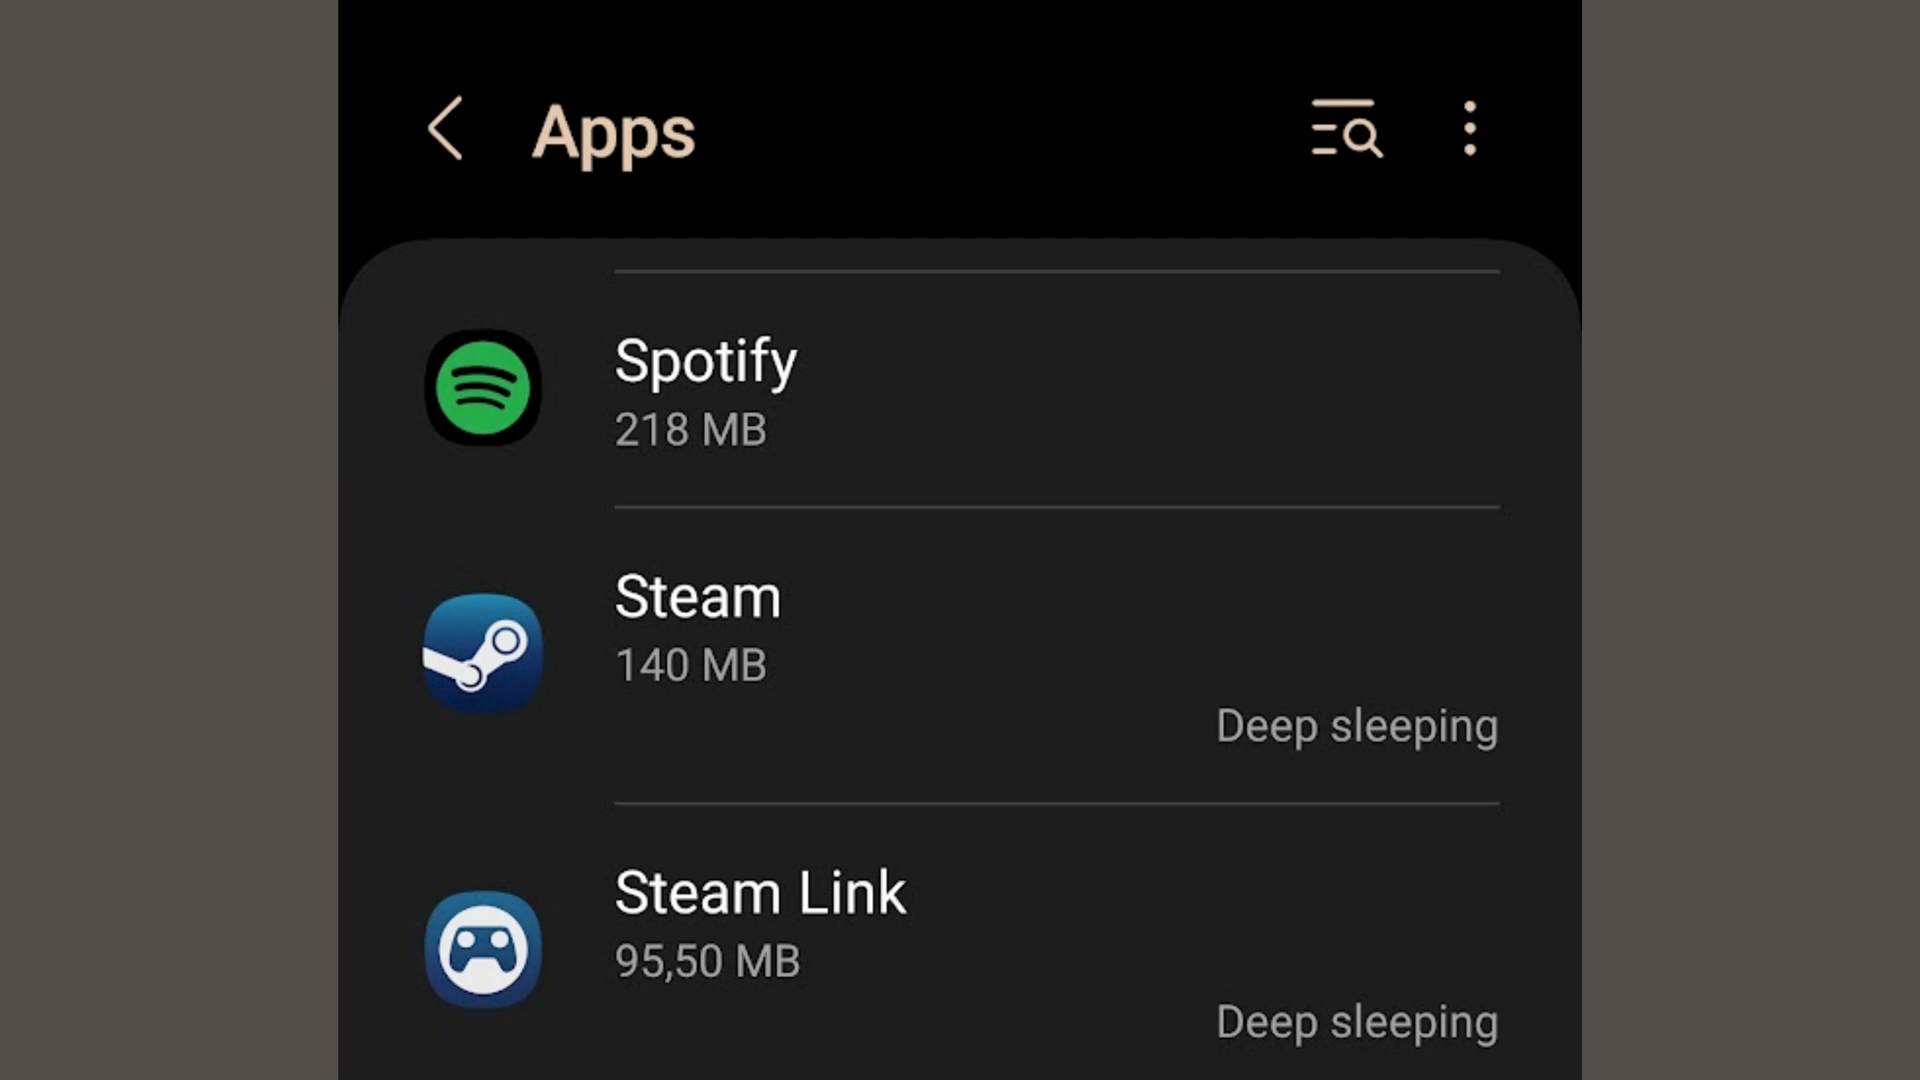 Apps
Spotify
218 MB
Steam
140 MB
Deep sleeping
Steam Link
95,50 MB
Deep sleeping